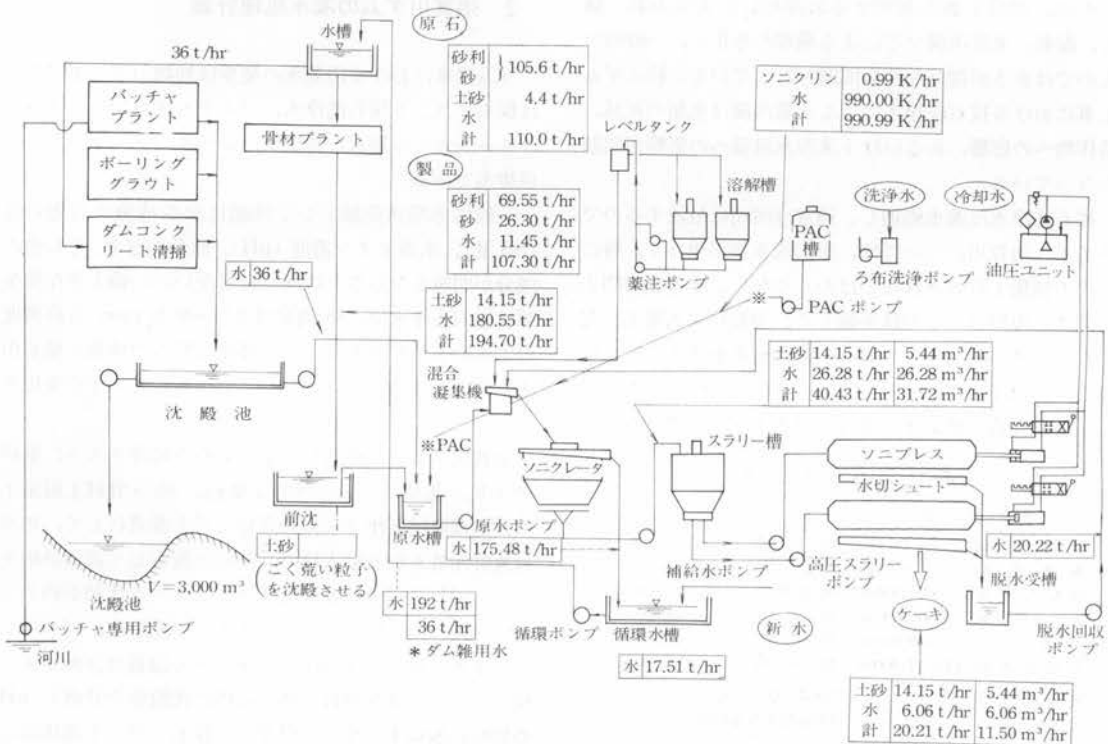 水槽
原石
36 t/hr
砂利
砂
}105.6 t/hr
土砂 4.4 t/hr
水
計 110.0 t/hr
ソニパ 0.99 K/hr
水 990.00 K/hr
計 990.99 K/hr
バッチャ
プラント
骨材プラント
レベルタンク
製品
溶解槽
洗浄水
冷却水
ボーリング
グラウト
砂利 69.55 t/hr
砂 26.30 t/hr
水 11.45 t/hr
計 107.30 t/hr
PAC
槽
ダムコンク
リート清掃
油圧ユニット
ろ布洗浄ポンプ
水 36 t/hr
薬注ポンプ
※
PAC ポンプ
土砂 14.15 t/hr
水 180.55 t/hr
計 194.70 t/hr
土砂 14.15 t/hr 5.44 m³/hr
水 26.28 t/hr 26.28 m³/hr
計 40.43 t/hr 31.72 m³/hr
混合
凝集機
沈殿池
※PAC
スラリー槽
ソニプレス
ソニクレータ
水切シュート
前沈
原水槽
原水ポンプ
土砂
(ごく荒い粒子
を沈殿させる)
水 175.48 t/hr
水 20.22 t/hr
補給水ポンプ
高圧スラリー
ポンプ
脱水受槽
V=3,000 m³
沈殿池
水 192 t/hr
36 t/hr
循環ポンプ
循環水槽
新水
ケーキ
脱水回収
ポンプ
バッチャ専用ポンプ
河川
*ダム雑用水
水 17.51 t/hr
土砂 14.15 t/hr 5.44 m³/hr
水 6.06 t/hr 6.06 m³/hr
計 20.21 t/hr 11.50 m³/hr